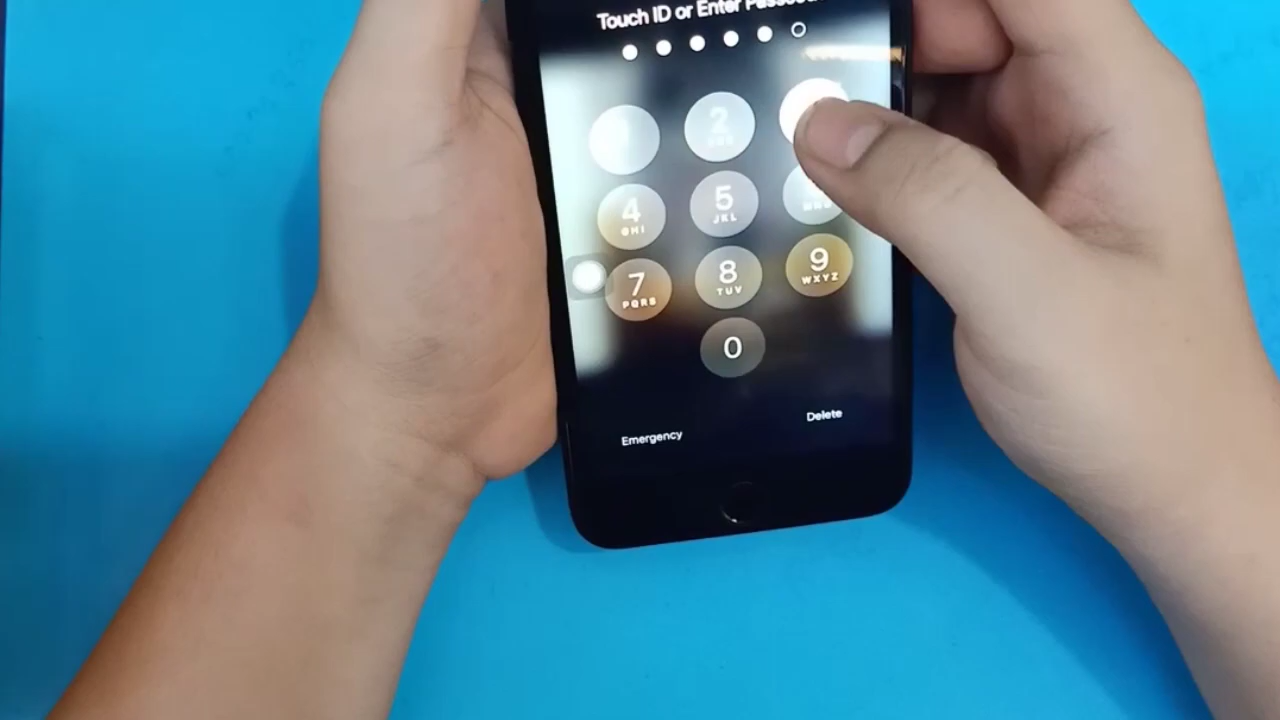 Touch ID or Enter
2
4
GHI
5
JKL
7
PQRS
8
TUV
9
WXYZ
0
Emergency
Delete